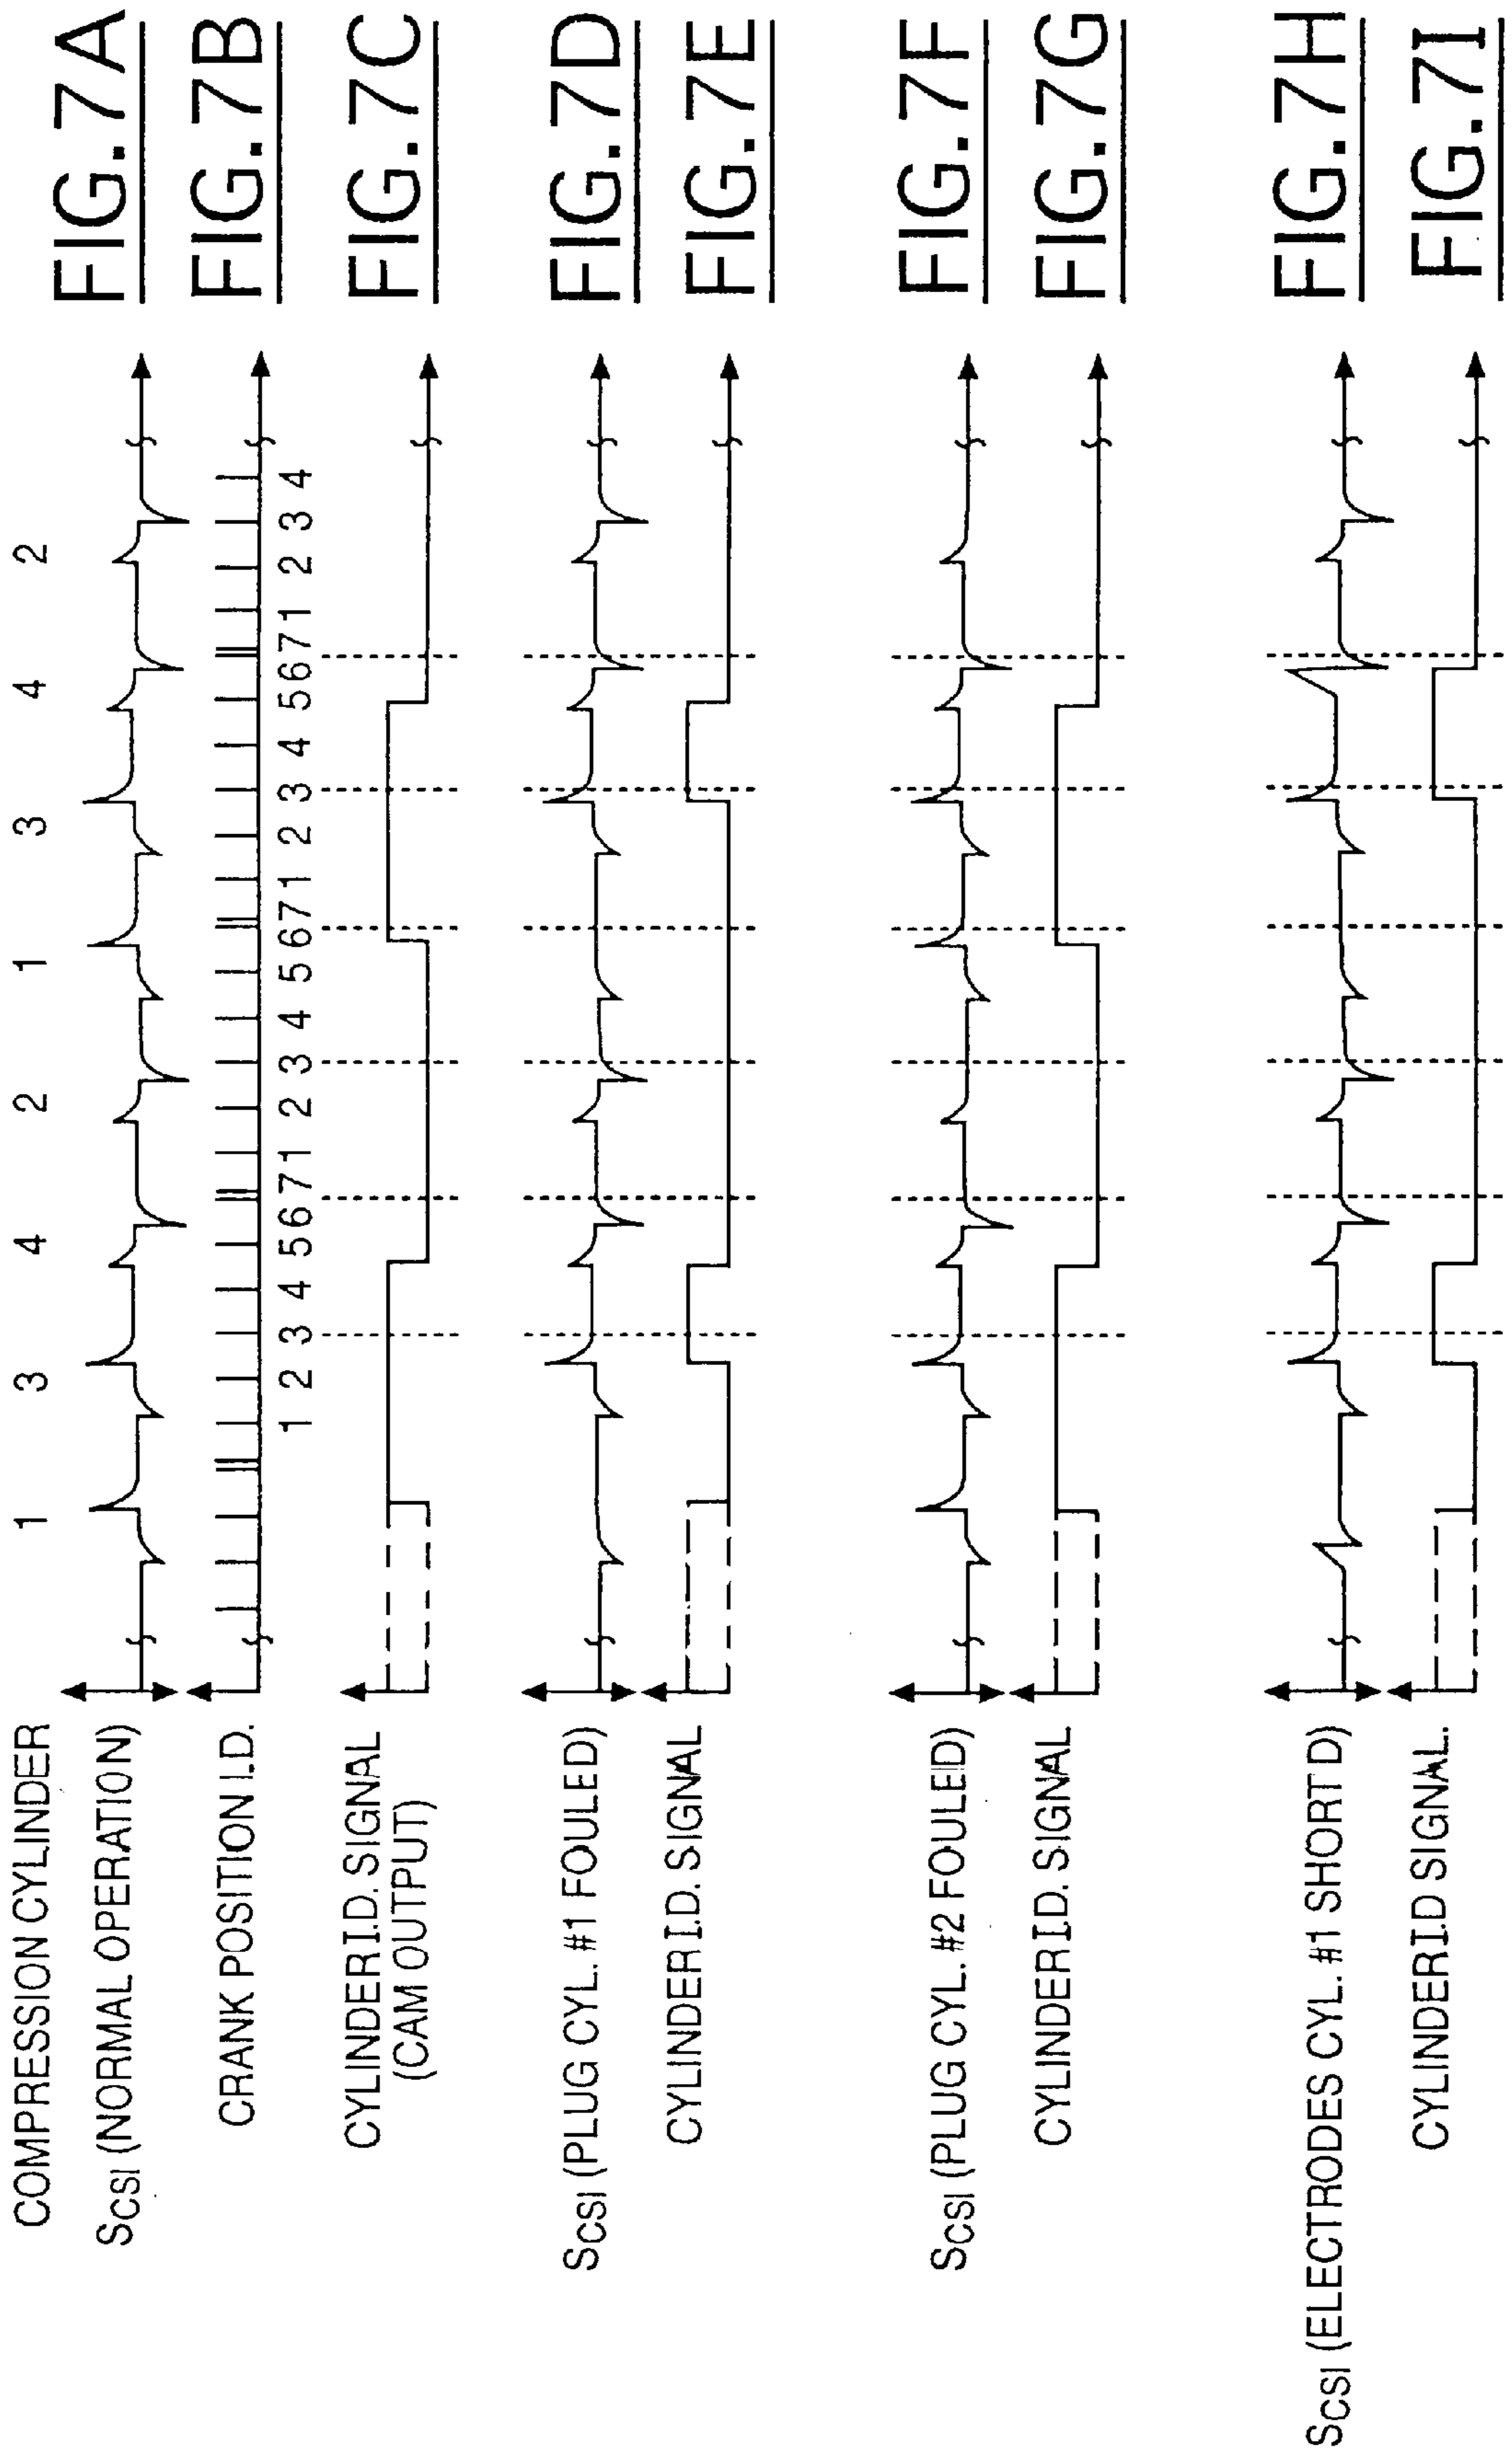 COMPRESSION CYLINDER 1 3 4 2 1 3 4 2
SCSI (NORMAL OPERATION) FIG.7A
CRANK POSITION I.D. FIG.7B
1 2 3 4 5 6 7 1 2 3 4 5 6 7 1 2 3 4 5 6 7 1 2 3 4
CYLINDER I.D. SIGNAL FIG.7C
(CAM OUTPUT)
SCSI (PLUG CYL. #1 FOULED) FIG.7D
CYLINDER I.D. SIGNAL FIG.7E
SCSI (PLUG CYL. #2 FOULED) FIG.7F
CYLINDER I.D. SIGNAL FIG.7G
SCSI (ELECTRODES CYL. #1 SHORT D) FIG.7H
CYLINDER I.D SIGNAL. FIG.7I